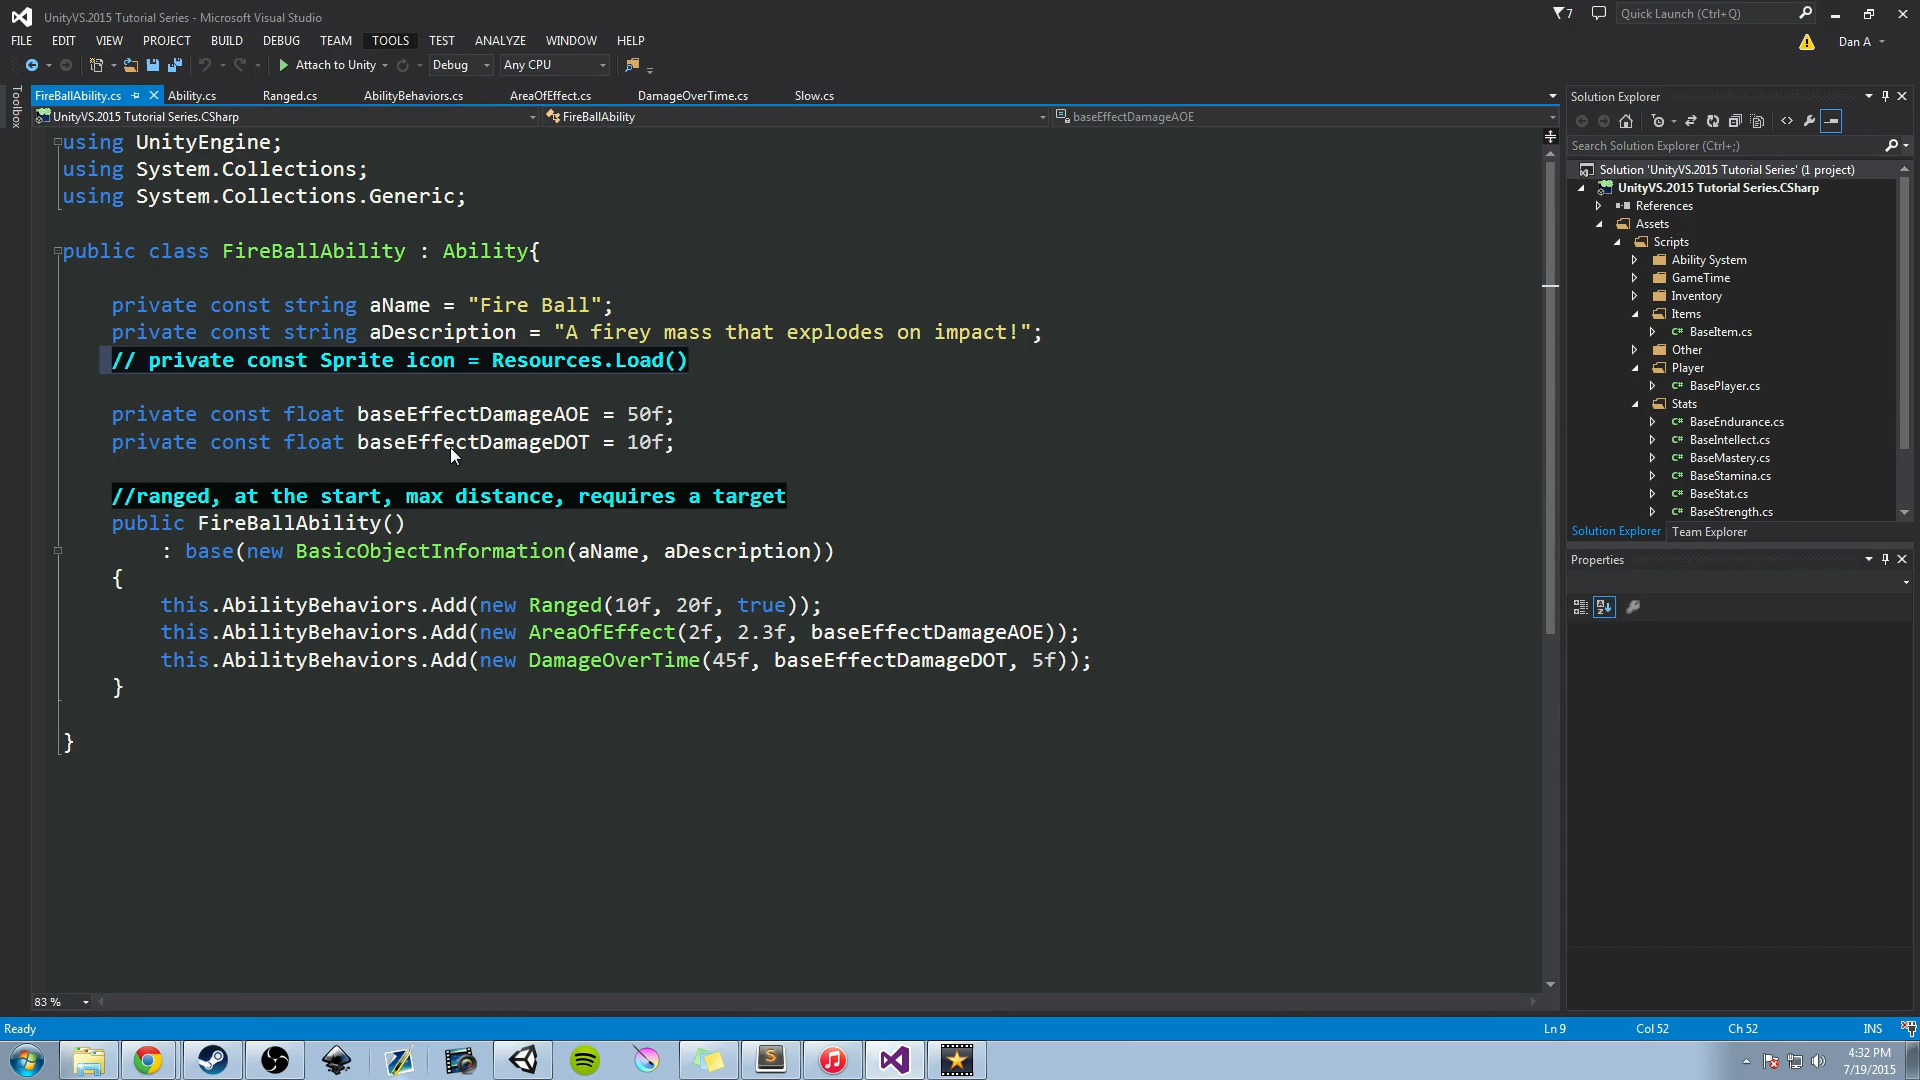 UnityVS.2015 Tutorial Series - Microsoft Visual Studio
7
Quick Launch (Ctrl+Q)
FILE EDIT VIEW PROJECT BUILD DEBUG TEAM TOOLS TEST ANALYZE WINDOW HELP
Dan A
Attach to Unity Debug Any CPU
Toolbox
FireBallAbility.cs Ability.cs Ranged.cs AbilityBehaviors.cs AreaOfEffect.cs DamageOverTime.cs Slow.cs
UnityVS.2015 Tutorial Series.CSharp FireBallAbility baseEffectDamageAOE
using UnityEngine;
using System.Collections;
using System.Collections.Generic;
public class FireBallAbility : Ability{
private const string aName = "Fire Ball";
private const string aDescription = "A firey mass that explodes on impact!";
// private const Sprite icon = Resources.Load()
private const float baseEffectDamageAOE = 50f;
private const float baseEffectDamageDOT = 10f;
//ranged, at the start, max distance, requires a target
public FireBallAbility()
: base(new BasicObjectInformation(aName, aDescription))
{
this.AbilityBehaviors.Add(new Ranged(10f, 20f, true));
this.AbilityBehaviors.Add(new AreaOfEffect(2f, 2.3f, baseEffectDamageAOE));
this.AbilityBehaviors.Add(new DamageOverTime(45f, baseEffectDamageDOT, 5f));
}
}
83 %
Solution Explorer
Search Solution Explorer (Ctrl+;)
Solution 'UnityVS.2015 Tutorial Series' (1 project)
UnityVS.2015 Tutorial Series.CSharp
References
Assets
Scripts
Ability System
GameTime
Inventory
Items
C# BaseItem.cs
Other
Player
C# BasePlayer.cs
Stats
C# BaseEndurance.cs
C# BaseIntellect.cs
C# BaseMastery.cs
C# BaseStamina.cs
C# BaseStat.cs
C# BaseStrength.cs
Solution Explorer Team Explorer
Properties
Ready Ln 9 Col 52 Ch 52 INS
4:32 PM
7/19/2015